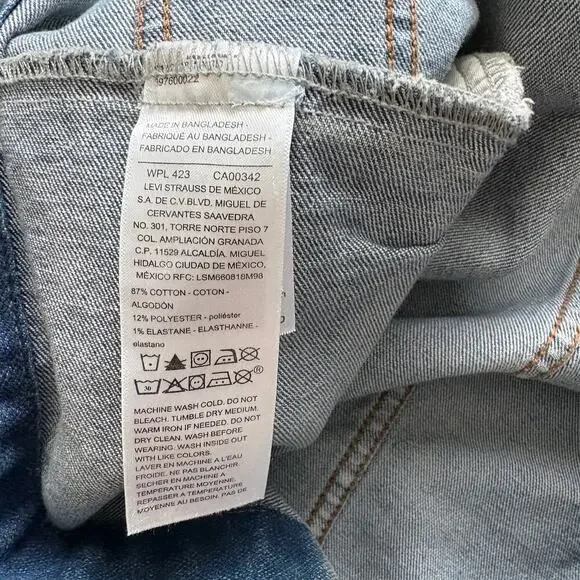 97600022
MADE IN BANGLADESH -
FABRIQUÉ AU BANGLADESH -
FABRICADO EN BANGLADESH
WPL 423 CA00342
LEVI STRAUSS DE MÉXICO
S.A. DE C.V.BLVD. MIGUEL DE
CERVANTES SAAVEDRA
NO. 301, TORRE NORTE PISO 7
COL. AMPLIACIÓN GRANADA
C.P. 11529 ALCALDÍA, MIGUEL
HIDALGO CIUDAD DE MÉXICO,
MÉXICO RFC: LSM660818M98
87% COTTON - COTON -
ALGODÓN
12% POLYESTER - poliéster
1% ELASTANE - ELASTHANNE -
elastano
30 ®
MACHINE WASH COLD. DO NOT
BLEACH. TUMBLE DRY MEDIUM.
WARM IRON IF NEEDED. DO NOT
DRY CLEAN. WASH BEFORE
WEARING. WASH INSIDE OUT
WITH LIKE COLORS.
LAVER EN MACHINE A L'EAU
FROIDE. NE PAS BLANCHIR.
SECHER EN MACHINE A
TEMPÉRATURE MOYENNE.
REPASSER A TEMPÉRATURE
MOYENNE AU BESOIN. PAS DE